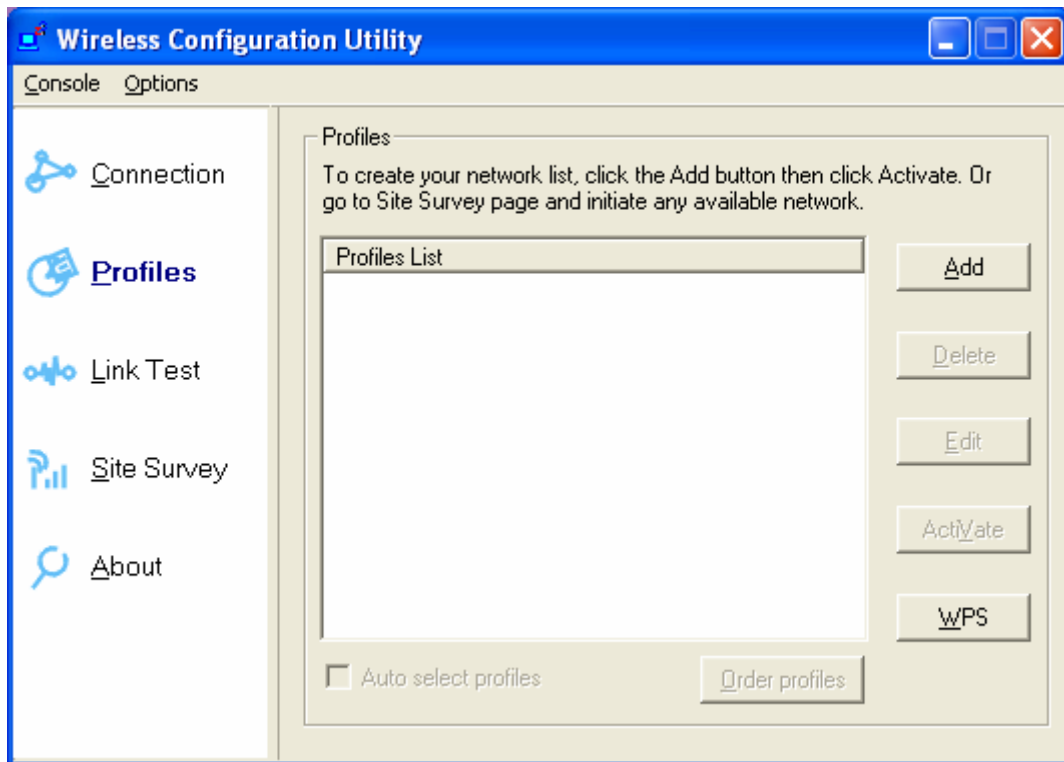 Wireless Configuration Utility
Console Options
Connection
Profiles
Link Test
Site Survey
About
Profiles
To create your network list, click the Add button then click Activate. Or
go to Site Survey page and initiate any available network.
Profiles List
Add
Delete
Edit
ActiVate
WPS
Auto select profiles
Order profiles